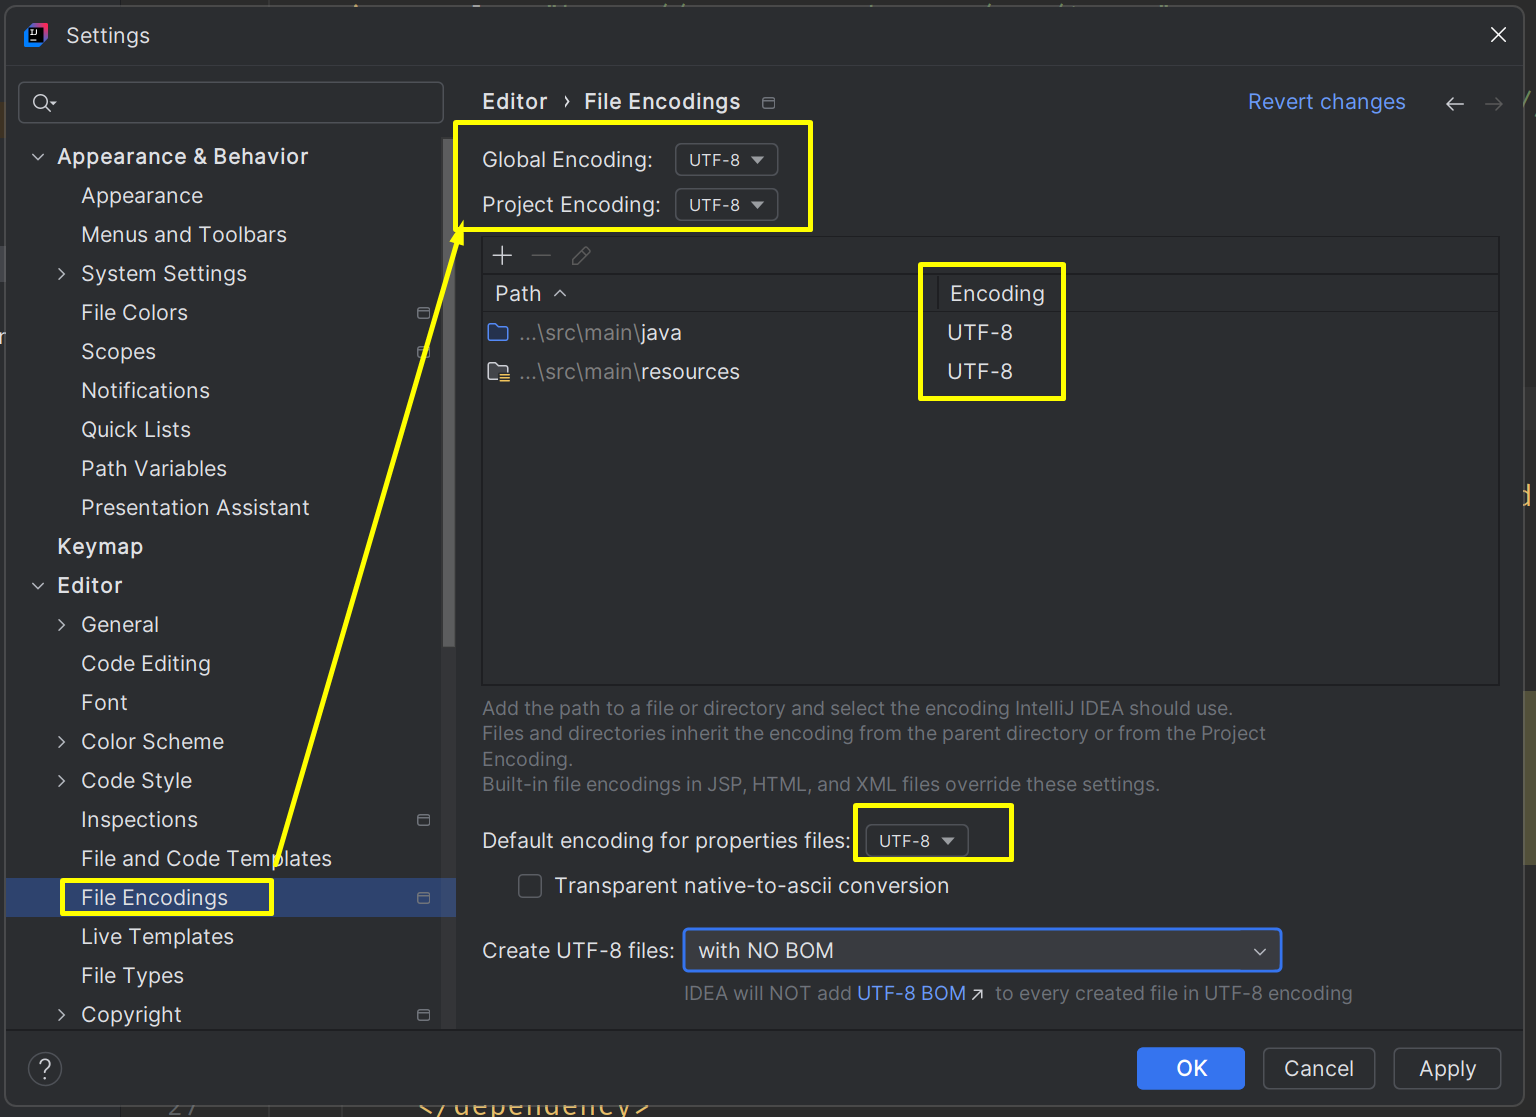 Settings
Editor › File Encodings
Revert changes
Appearance & Behavior
Appearance
Menus and Toolbars
System Settings
File Colors
Scopes
Notifications
Quick Lists
Path Variables
Presentation Assistant
Keymap
Editor
General
Code Editing
Font
Color Scheme
Code Style
Inspections
File and Code Templates
File Encodings
Live Templates
File Types
Copyright
Global Encoding: UTF-8
Project Encoding: UTF-8
Path Encoding
...\src\main\java UTF-8
...\src\main\resources UTF-8
Add the path to a file or directory and select the encoding IntelliJ IDEA should use.
Files and directories inherit the encoding from the parent directory or from the Project
Encoding.
Built-in file encodings in JSP, HTML, and XML files override these settings.
Default encoding for properties files: UTF-8
Transparent native-to-ascii conversion
Create UTF-8 files: with NO BOM
IDEA will NOT add UTF-8 BOM ↗ to every created file in UTF-8 encoding
? OK Cancel Apply
27 </dependency>